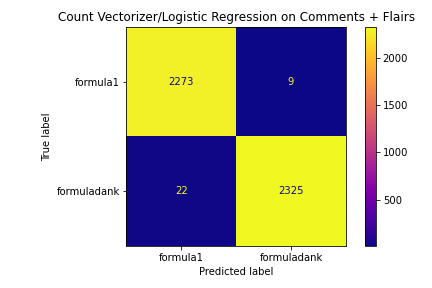 Count Vectorizer/Logistic Regression on Comments + Flairs
formula1
2273
9
formuladank
22
2325
True label
formula1
formuladank
Predicted label
2000
1500
1000
500